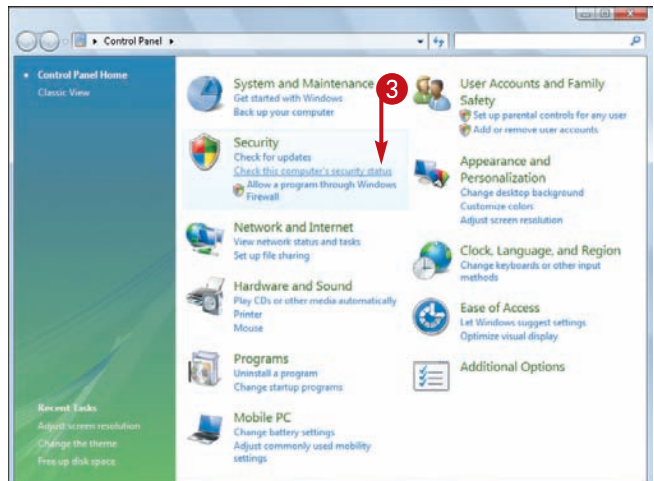 Control Panel
Control Panel Home
Classic View
System and Maintenance
Get started with Windows
Back up your computer
3
Security
Check for updates
Check this computer's security status
Allow a program through Windows
Firewall
Network and Internet
View network status and tasks
Set up file sharing
Hardware and Sound
Play CDs or other media automatically
Printer
Mouse
Programs
Uninstall a program
Change startup programs
Mobile PC
Change battery settings
Adjust commonly used mobility
settings
User Accounts and Family
Safety
Set up parental controls for any user
Add or remove user accounts
Appearance and
Personalization
Change desktop background
Customize colors
Adjust screen resolution
Clock, Language, and Region
Change keyboards or other input
methods
Ease of Access
Let Windows suggest settings
Optimize visual display
Additional Options
Recent Tasks
Adjust screen resolution
Change the theme
Free up disk space